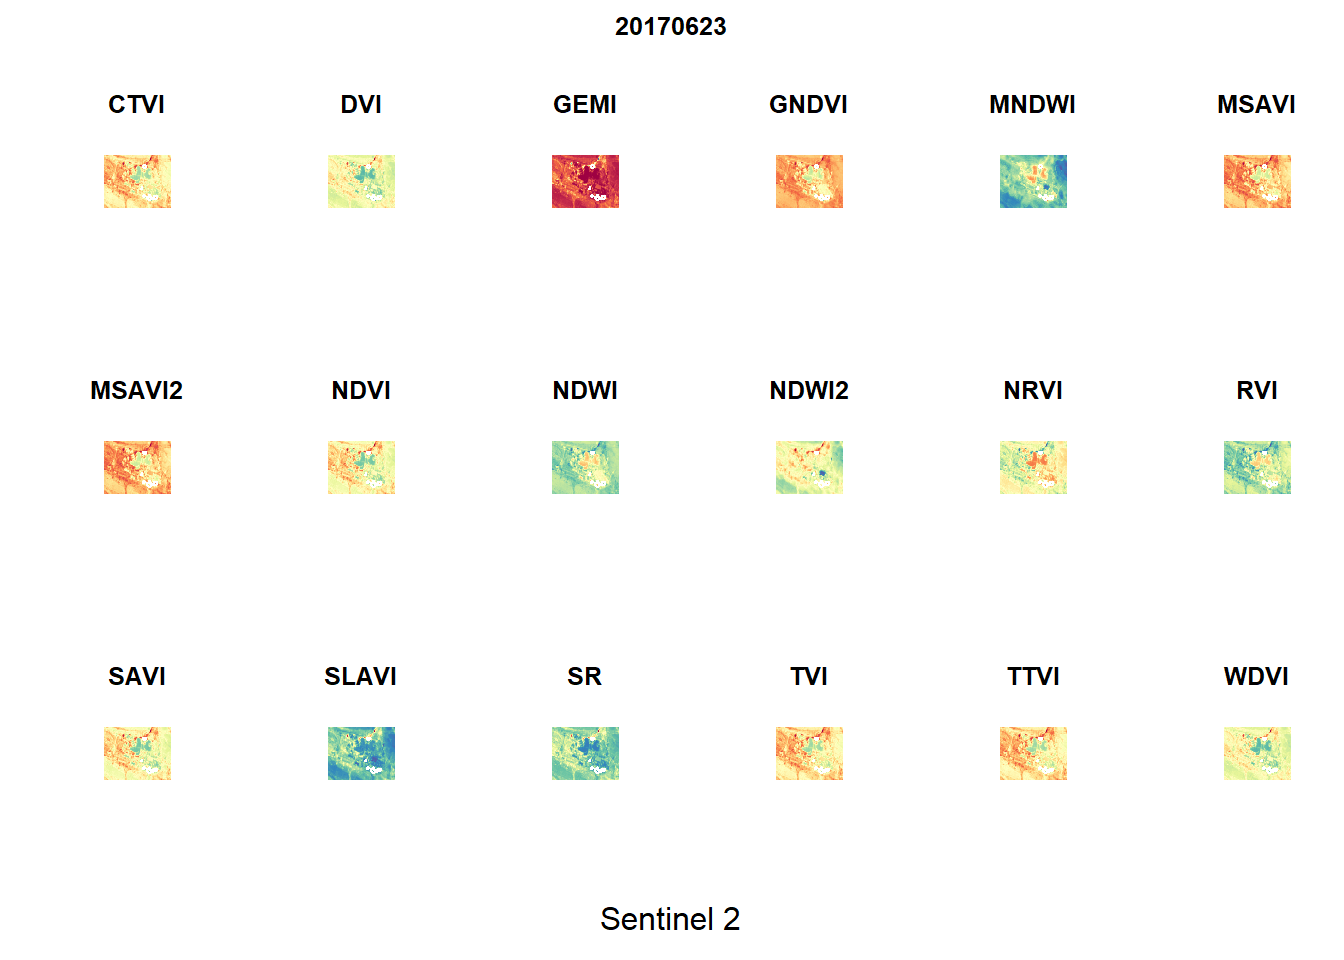 20170623
CTVI DVI GEMI GNDVI MNDWI MSAVI
MSAVI2 NDVI NDWI NDWI2 NRVI RVI
SAVI SLAVI SR TVI TTVI WDVI
Sentinel 2